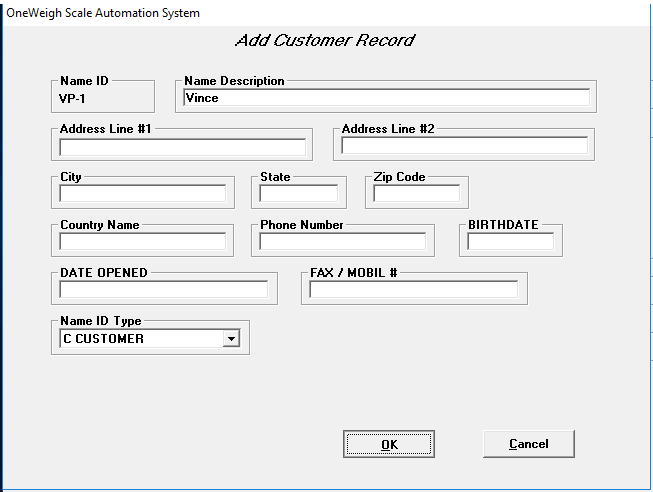 OneWeigh Scale Automation System
Add Customer Record
Name ID
VP-1
Name Description
Vince
Address Line #1
Address Line #2
City
State
Zip Code
Country Name
Phone Number
BIRTHDATE
DATE OPENED
FAX / MOBIL #
Name ID Type
C CUSTOMER
OK
Cancel